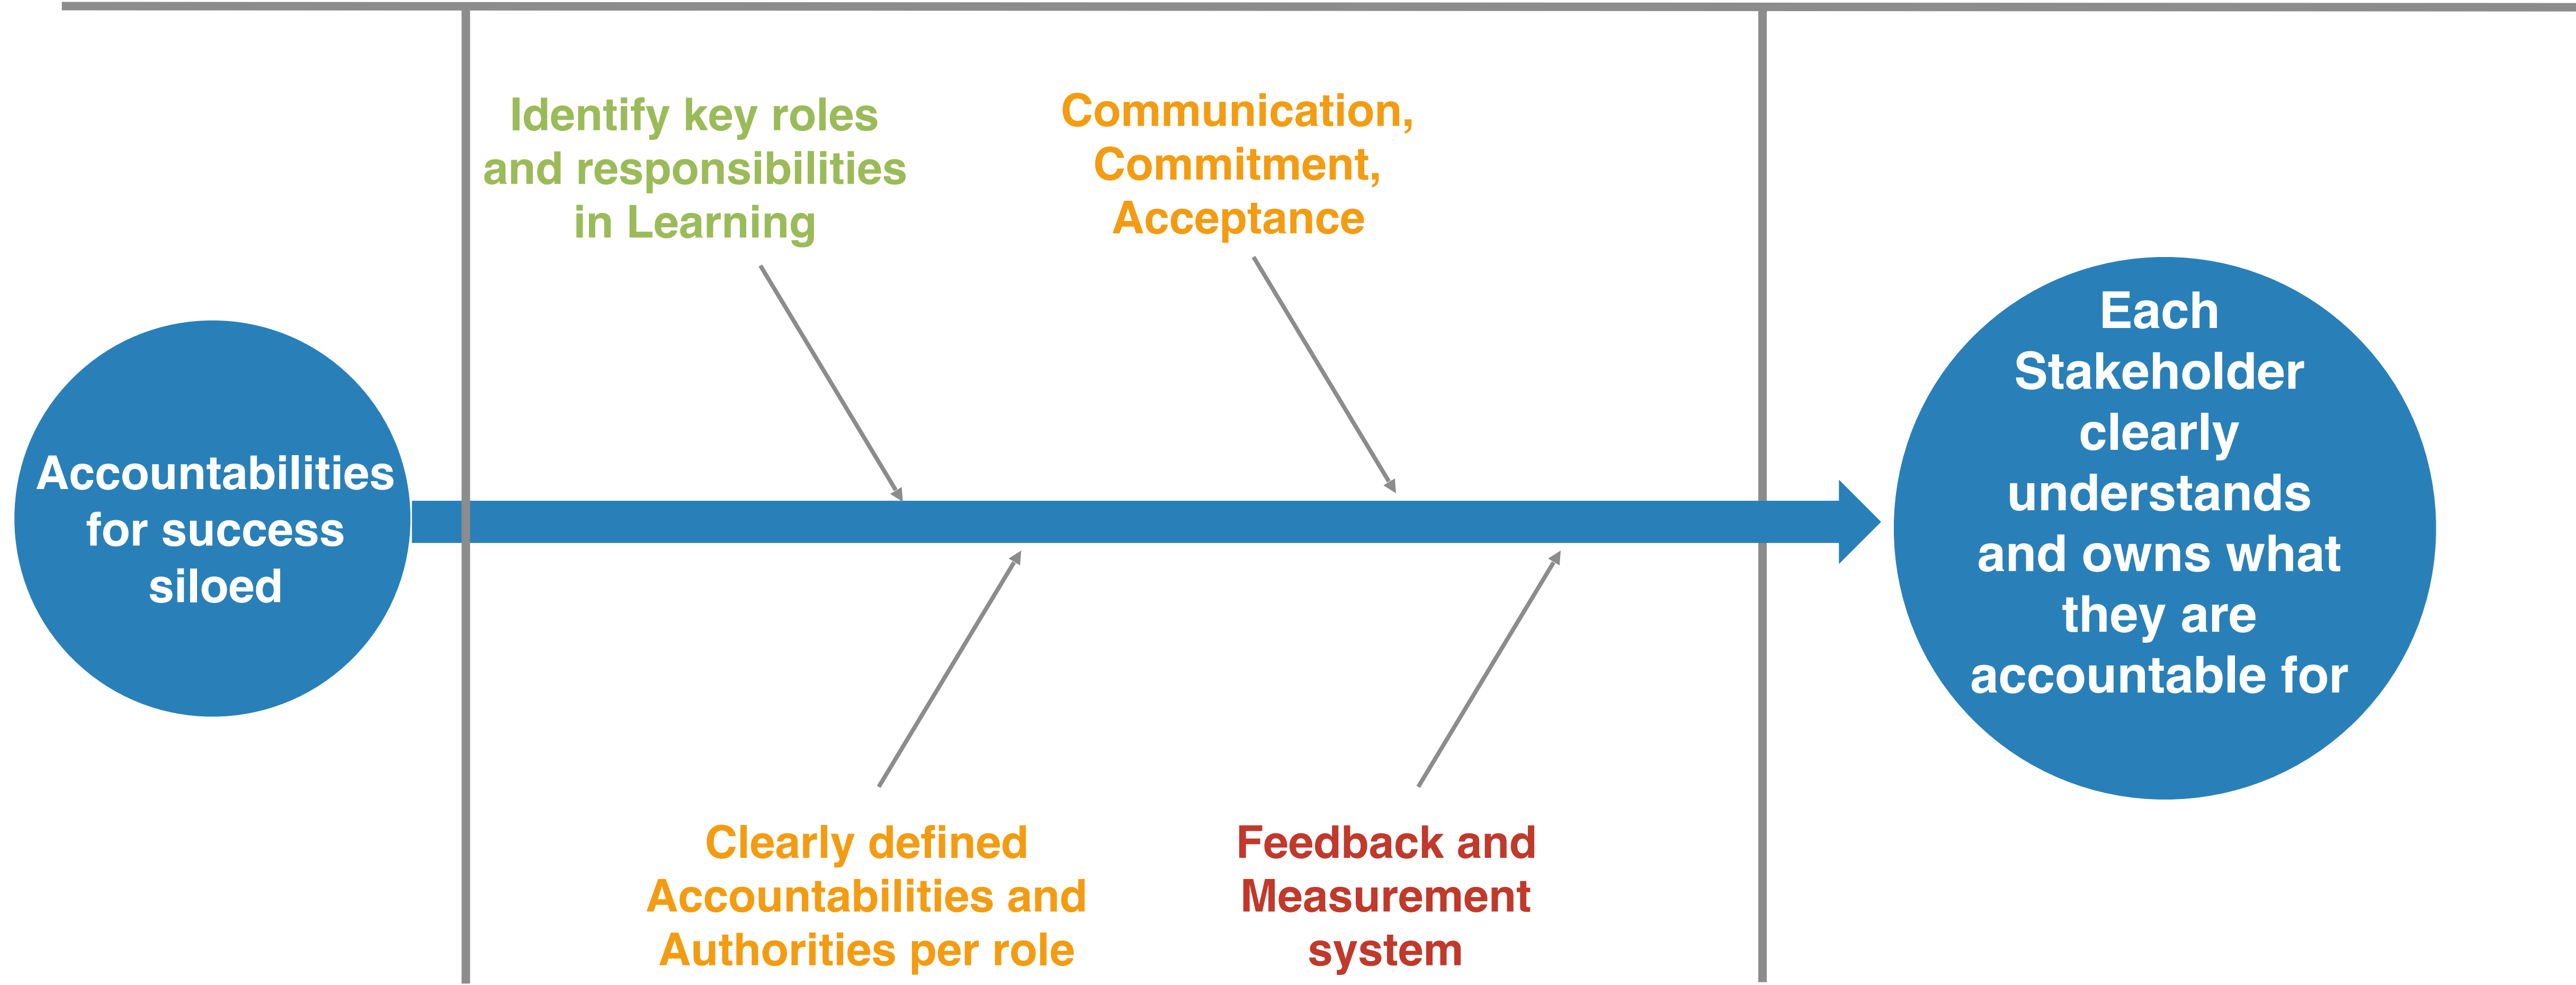 Identify key roles
and responsibilities
in Learning
Communication,
Commitment,
Acceptance
Accountabilities
for success
siloed
Each
Stakeholder
clearly
understands
and owns what
they are
accountable for
Clearly defined
Accountabilities and
Authorities per role
Feedback and
Measurement
system